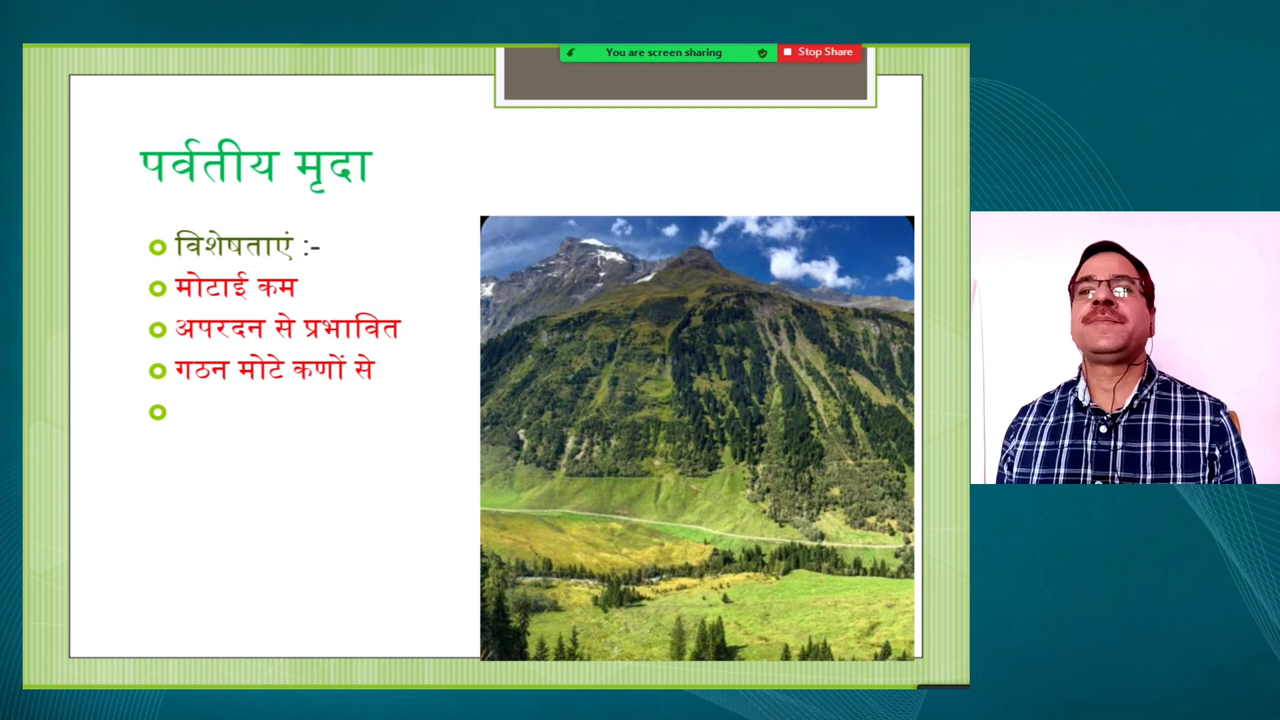 You are screen sharing
Stop Share
पर्वतीय मृदा
विशेषताएं :-
मोटाई कम
अपरदन से प्रभावित
गठन मोटे कणों से